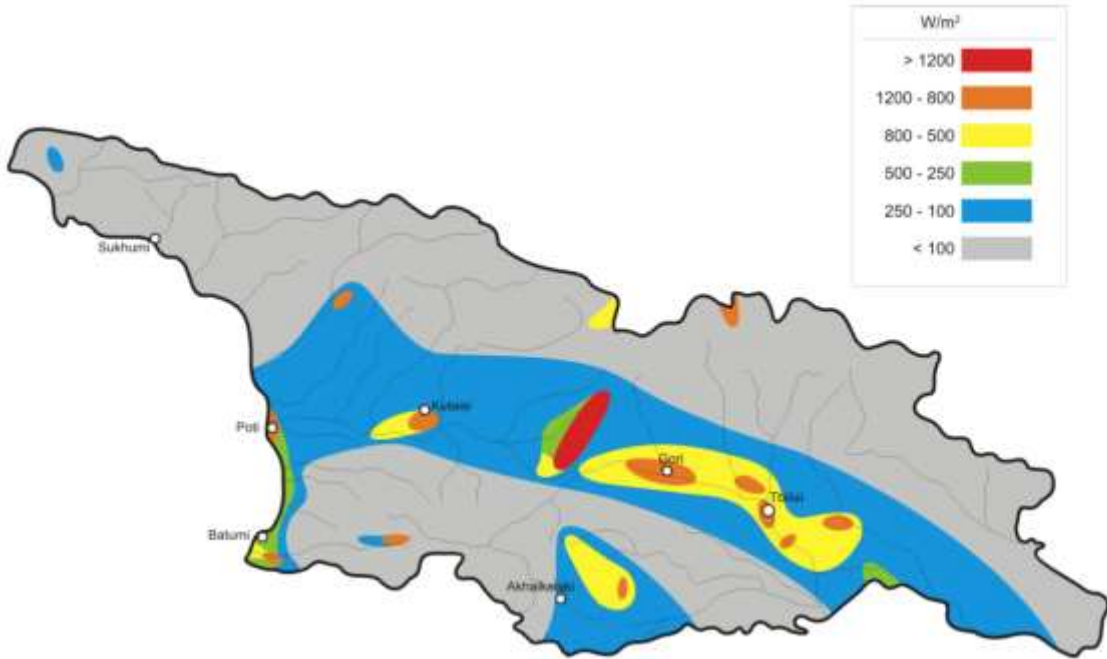 W/m²
> 1200
1200 - 800
800 - 500
500 - 250
250 - 100
< 100
Sukhumi
Kutaisi
Poti
Gori
Tbilisi
Batumi
Akhalkalaki